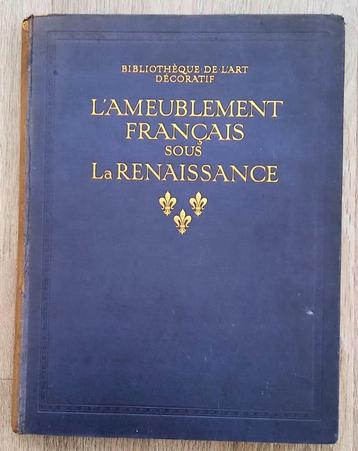 BIBLIOTHÈQUE·DE·L'ART
DÉCORATIF
L'AMEUBLEMENT
FRANÇAIS
SOUS
La RENAISSANCE